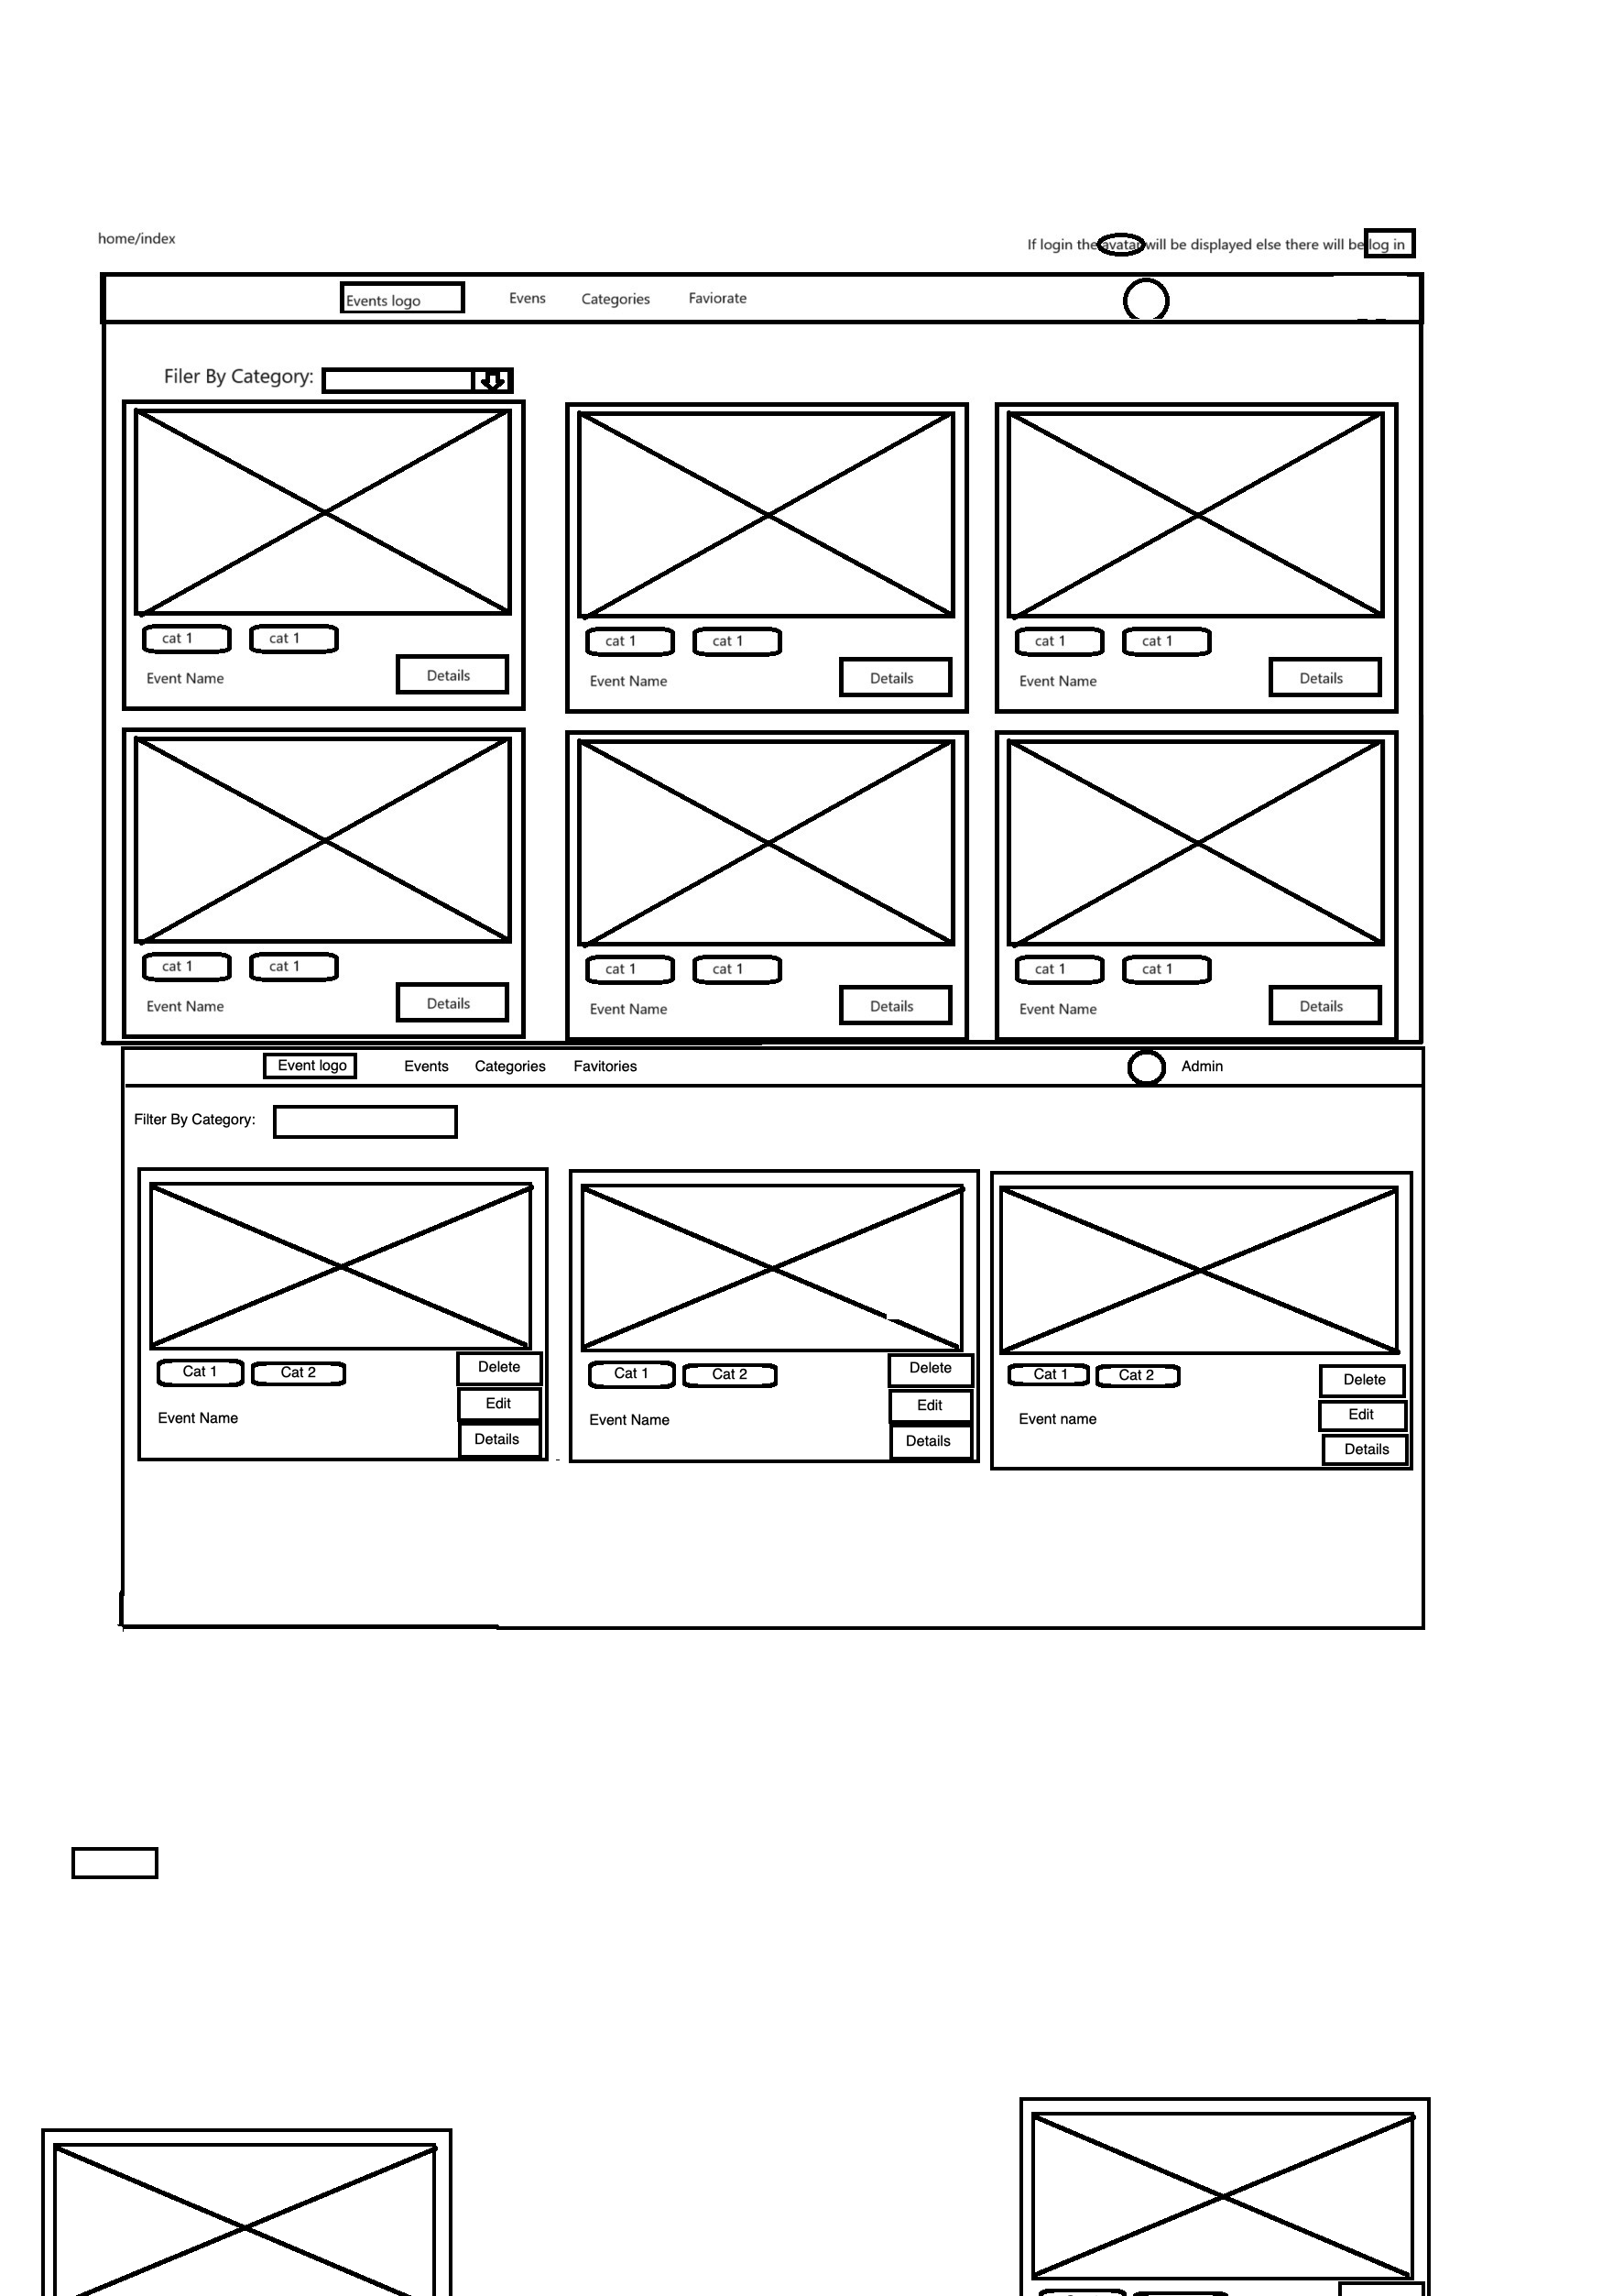 home/index
If login the avatar will be displayed else there will be log in
Events logo Evens Categories Faviorate
Filer By Category:
cat 1 cat 1 cat 1 cat 1 cat 1 cat 1
Event Name Details Event Name Details Event Name Details
cat 1 cat 1 cat 1 cat 1 cat 1 cat 1
Event Name Details Event Name Details Event Name Details
Event logo Events Categories Favitories Admin
Filter By Category:
Cat 1 Cat 2 Delete Cat 1 Cat 2 Delete Cat 1 Cat 2 Delete
Edit Edit Edit
Event Name Event Name Event name
Details Details Details